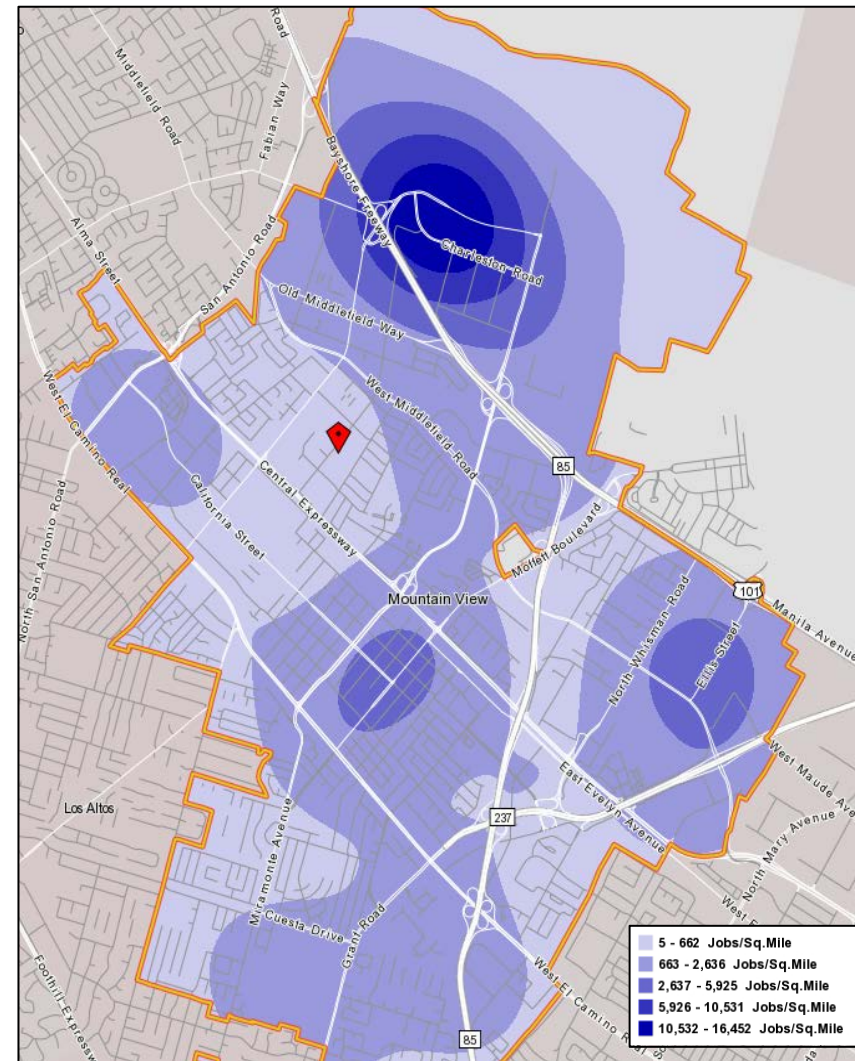 Road
Middlefield Road
Fabian Way
Bayshore Freeway
Alma Street
San Antonio Road
Charleston Road
Old Middlefield Way
West El Camino Real
West Middlefield Road
Central Expressway
California Street
85
North San Antonio Road
Moffett Boulevard
101
Manila Avenue
Mountain View
North Whisman Road
Ellis Street
West Maude Ave
East Evelyn Avenue
Los Altos
237
North Mary Avenue
Miramonte Avenue
Cuesta Drive
Grant Road
West E
Foothill Express
West El Camino Real
85
5 - 662 Jobs/Sq.Mile
663 - 2,636 Jobs/Sq.Mile
2,637 - 5,925 Jobs/Sq.Mile
5,926 - 10,531 Jobs/Sq.Mile
10,532 - 16,452 Jobs/Sq.Mile